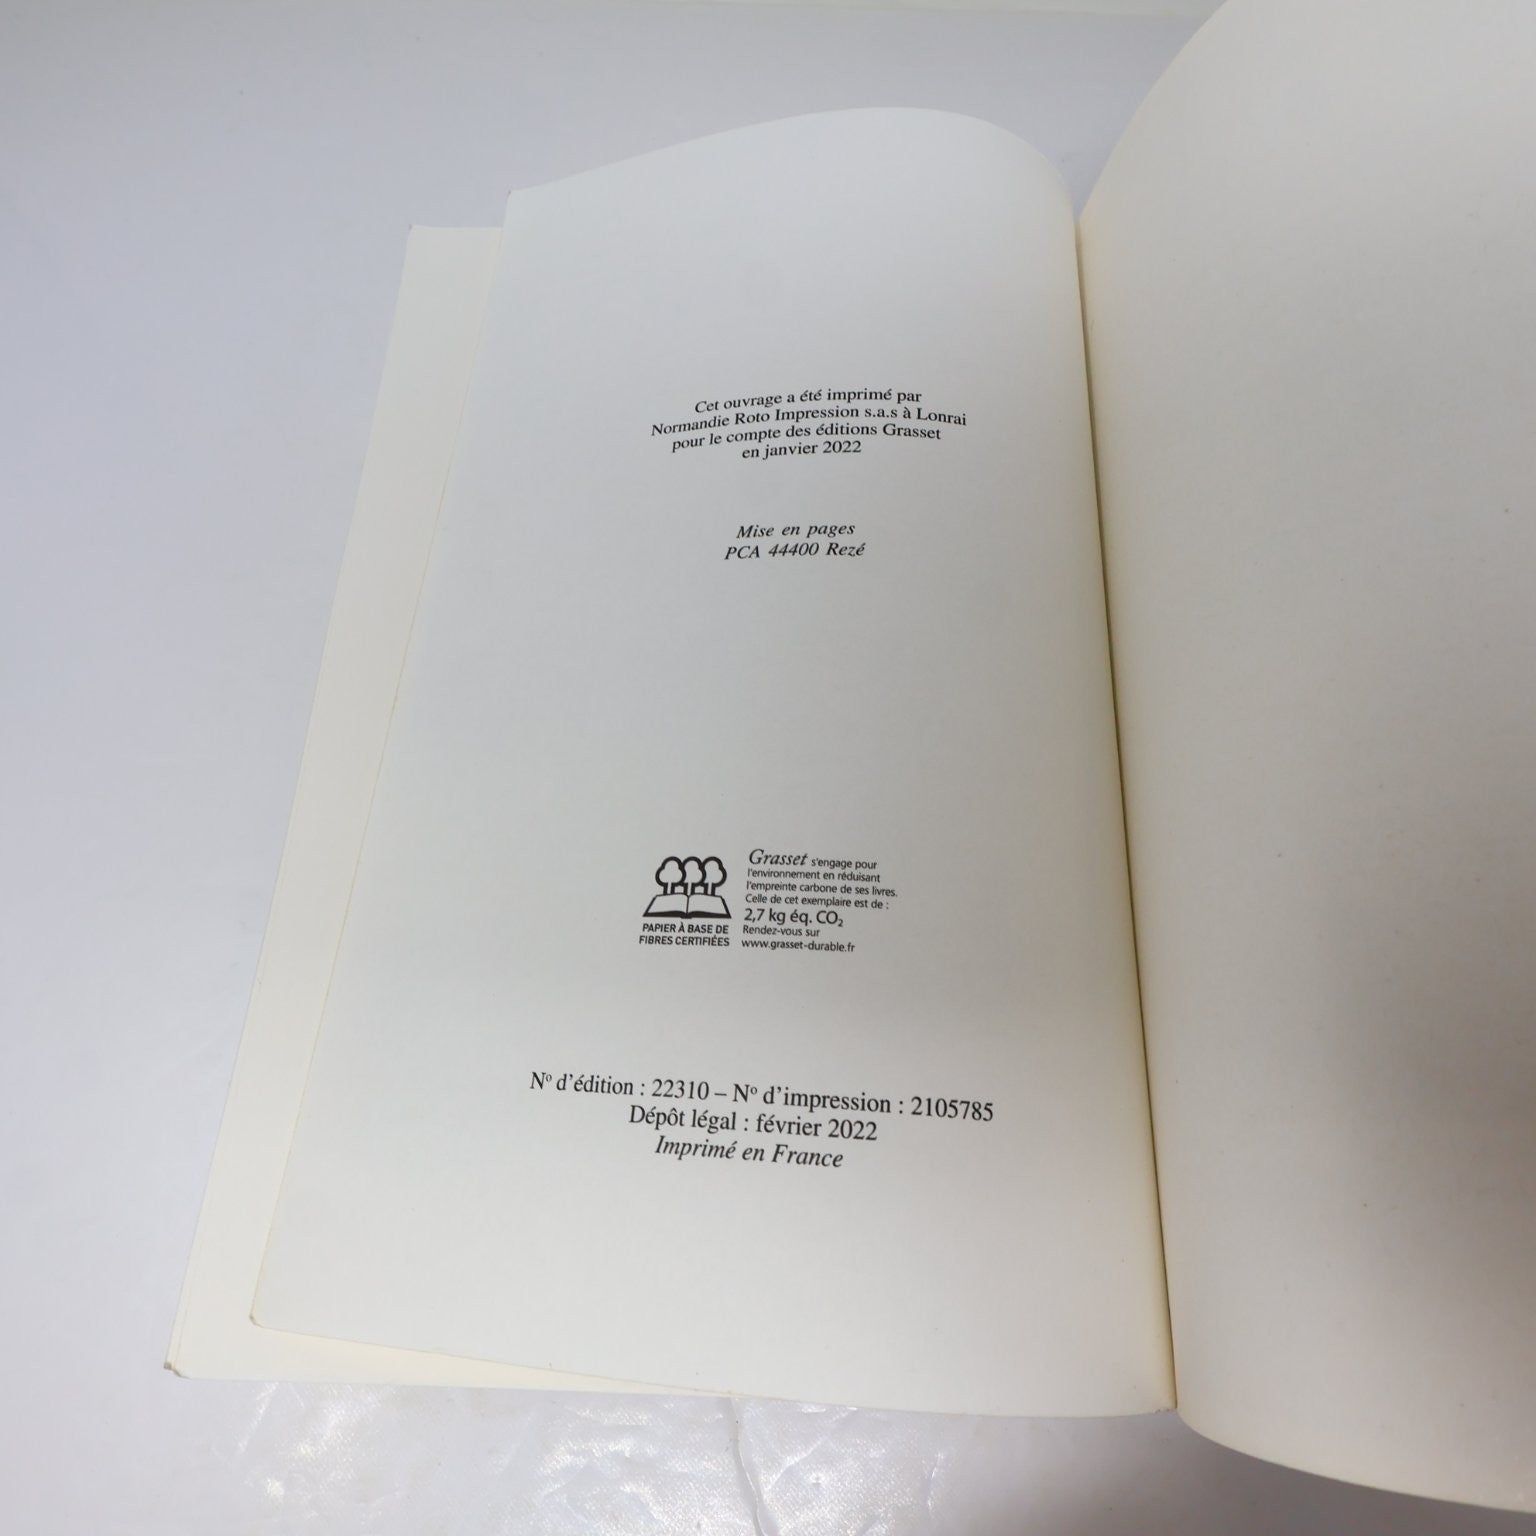 Cet ouvrage a été imprimé par
Normandie Roto Impression s.a.s à Lonrai
pour le compte des éditions Grasset
en janvier 2022
Mise en pages
PCA 44400 Rezé
PAPIER À BASE DE
FIBRES CERTIFIÉES
Grasset s'engage pour
l'environnement en réduisant
l'empreinte carbone de ses livres.
Celle de cet exemplaire est de :
2,7 kg éq. CO₂
Rendez-vous sur
www.grasset-durable.fr
Nº d'édition : 22310 – Nº d'impression : 2105785
Dépôt légal : février 2022
Imprimé en France